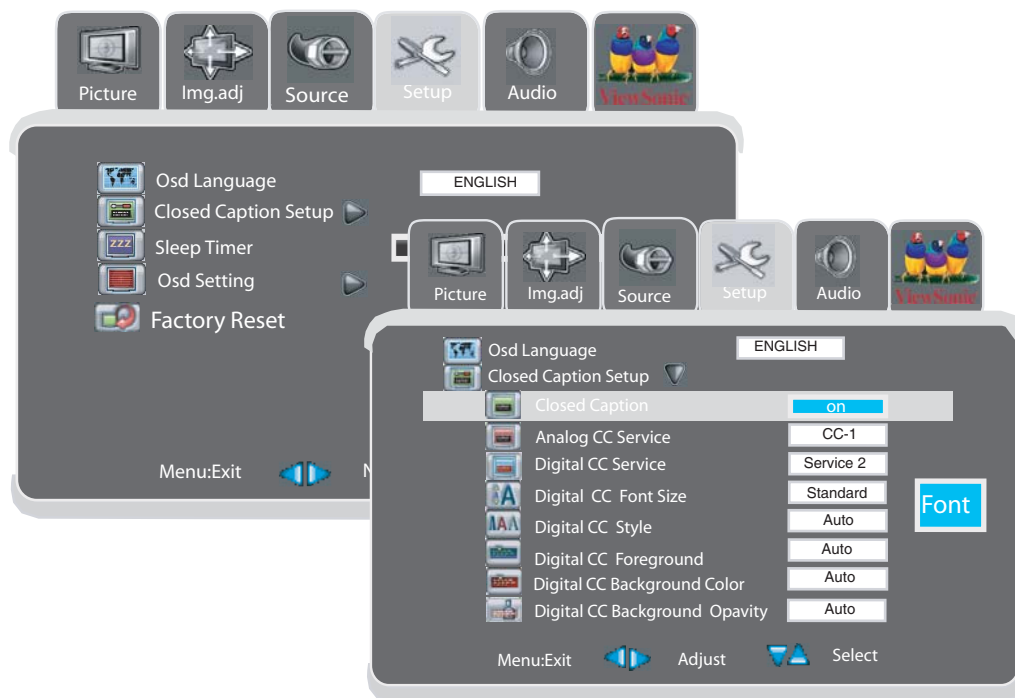 Picture Img.adj Source Setup Audio ViewSonic
Osd Language ENGLISH
Closed Caption Setup
Sleep Timer
ZZZ
Osd Setting
Factory Reset
Menu:Exit
Picture Img.adj Source Setup Audio ViewSonic
Osd Language ENGLISH
Closed Caption Setup
Closed Caption on
Analog CC Service CC-1
Digital CC Service Service 2
Digital CC Font Size Standard
Digital CC Style Auto
Digital CC Foreground Auto
Digital CC Background Color Auto
Digital CC Background Opavity Auto
Font
Menu:Exit Adjust Select